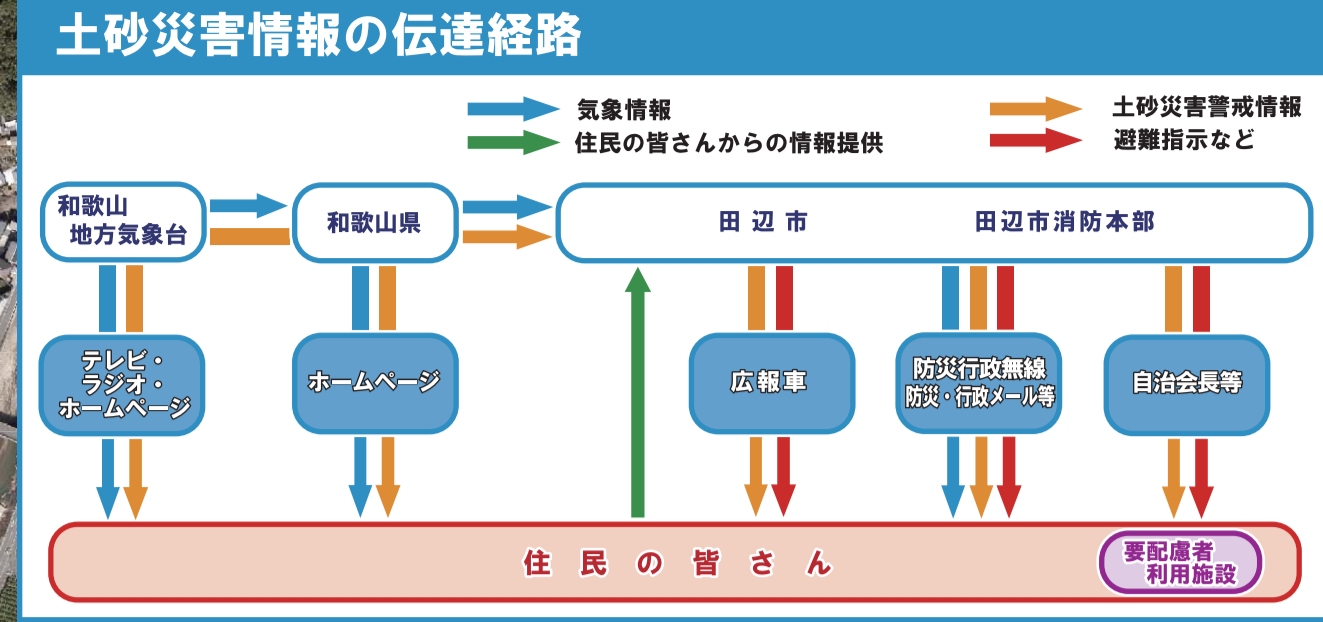 土砂災害情報の伝達経路
気象情報
住民の皆さんからの情報提供
土砂災害警戒情報
避難指示など
和歌山
地方気象台
和歌山県
田辺市
田辺市消防本部
テレビ・
ラジオ・
ホームページ
ホームページ
広報車
防災行政無線
防災・行政メール等
自治会長等
住民の皆さん
要配慮者
利用施設